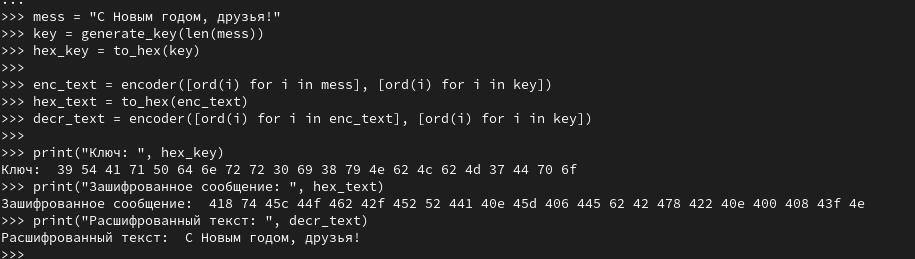 ...
>>> mess = "С Новым годом, друзья!"
>>> key = generate_key(len(mess))
>>> hex_key = to_hex(key)
>>>
>>> enc_text = encoder([ord(i) for i in mess], [ord(i) for i in key])
>>> hex_text = to_hex(enc_text)
>>> decr_text = encoder([ord(i) for i in enc_text], [ord(i) for i in key])
>>>
>>> print("Ключ: ", hex_key)
Ключ:  39 54 41 71 50 64 6e 72 72 30 69 38 79 4e 62 4c 62 4d 37 44 70 6f
>>> print("Зашифрованное сообщение: ", hex_text)
Зашифрованное сообщение:  418 74 45c 44f 462 42f 452 52 441 40e 45d 406 445 62 42 478 422 40e 400 408 43f 4e
>>> print("Расшифрованный текст: ", decr_text)
Расшифрованный текст:  С Новым годом, друзья!
>>>